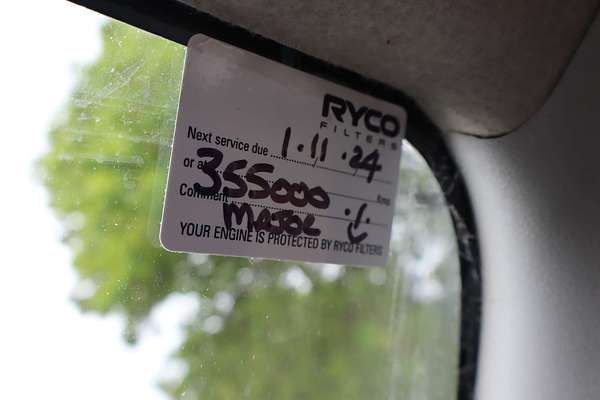 RYCO
FILTERS
Next service due 1.11.24
or at 355000 Kms
Comment MAJOR :)
YOUR ENGINE IS PROTECTED BY RYCO FILTERS